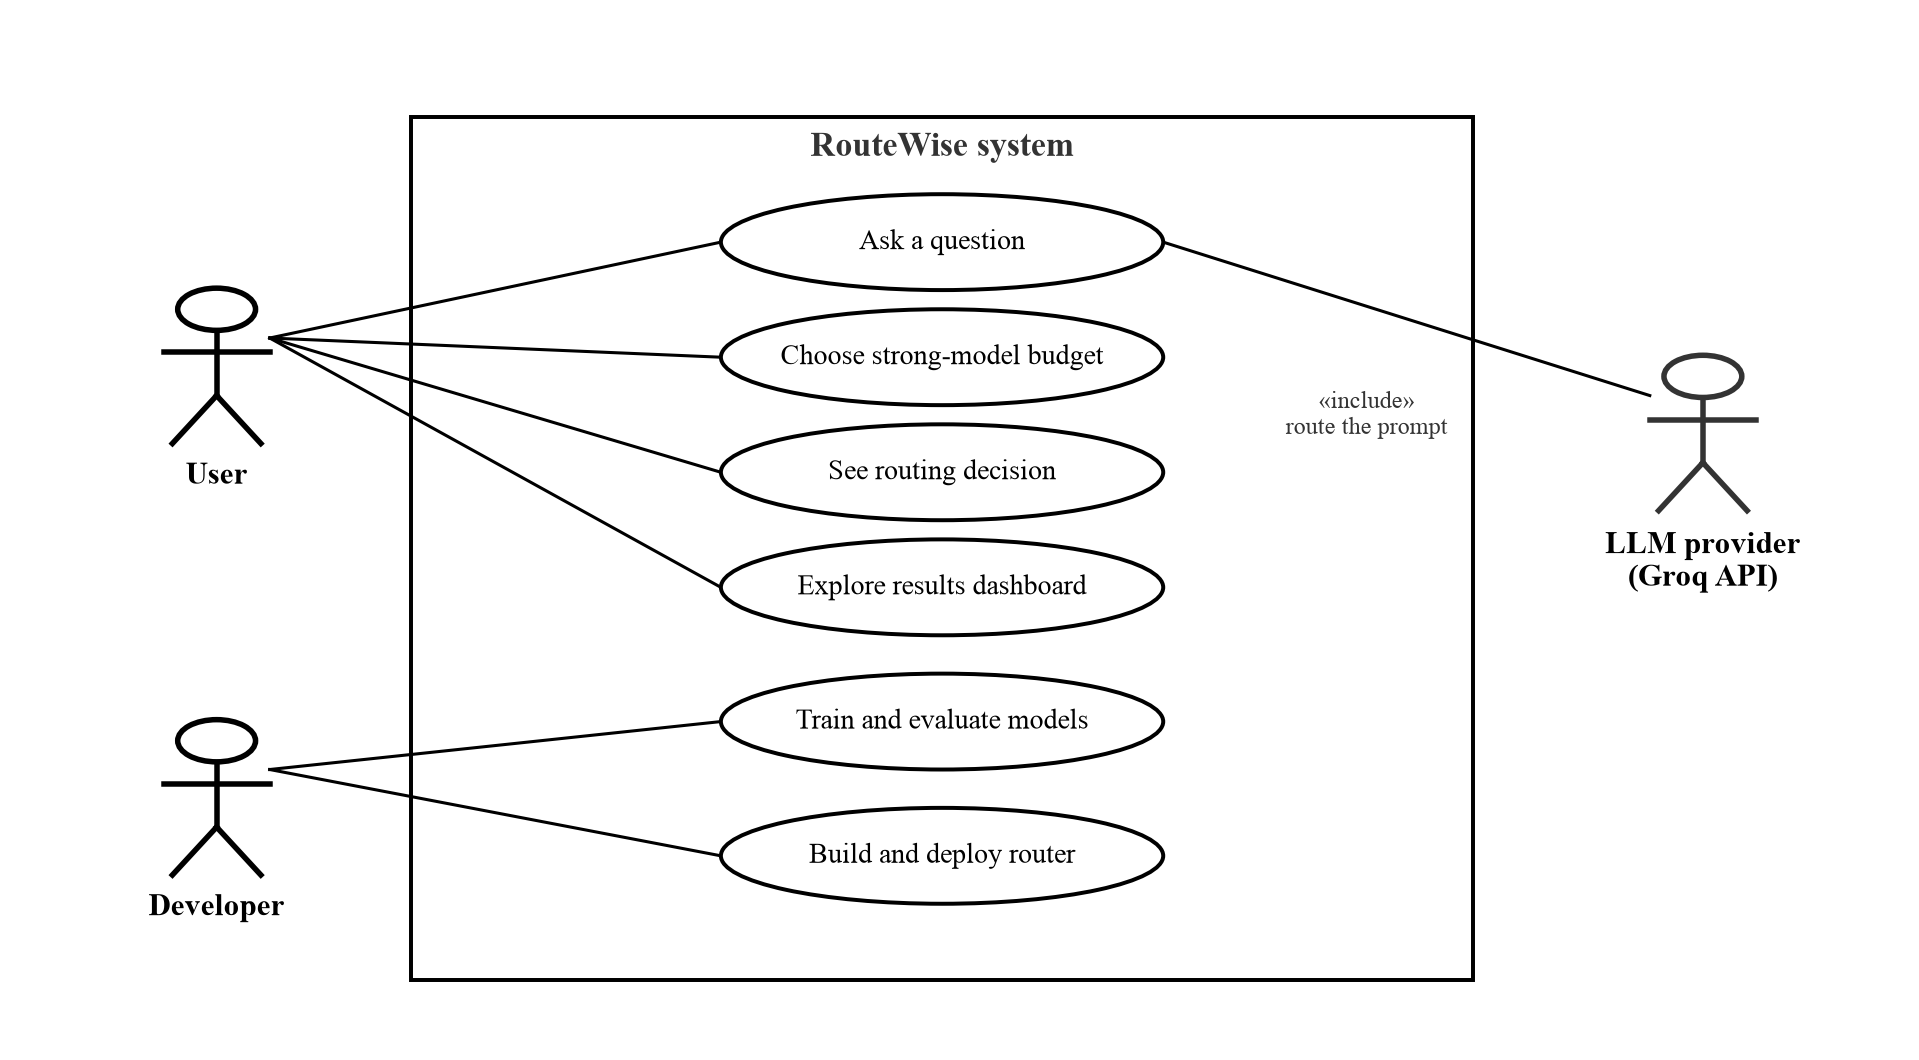 RouteWise system
Ask a question
Choose strong-model budget
«include»
route the prompt
See routing decision
User
LLM provider
(Groq API)
Explore results dashboard
Train and evaluate models
Build and deploy router
Developer